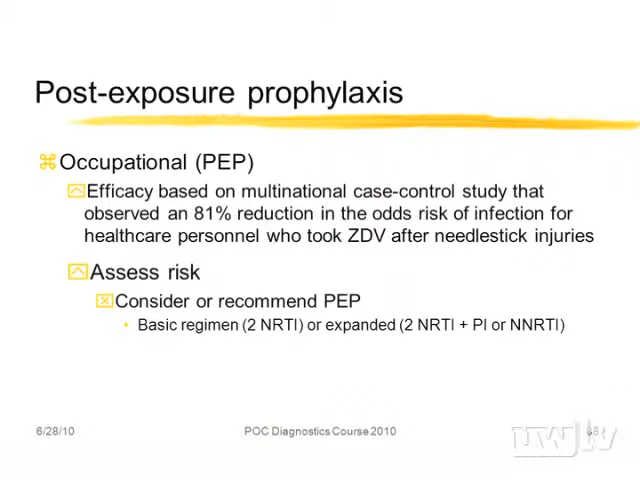 Post-exposure prophylaxis
Occupational (PEP)
Efficacy based on multinational case-control study that
observed an 81% reduction in the odds risk of infection for
healthcare personnel who took ZDV after needlestick injuries
Assess risk
Consider or recommend PEP
• Basic regimen (2 NRTI) or expanded (2 NRTI + PI or NNRTI)
6/28/10
POC Diagnostics Course 2010
uwtv